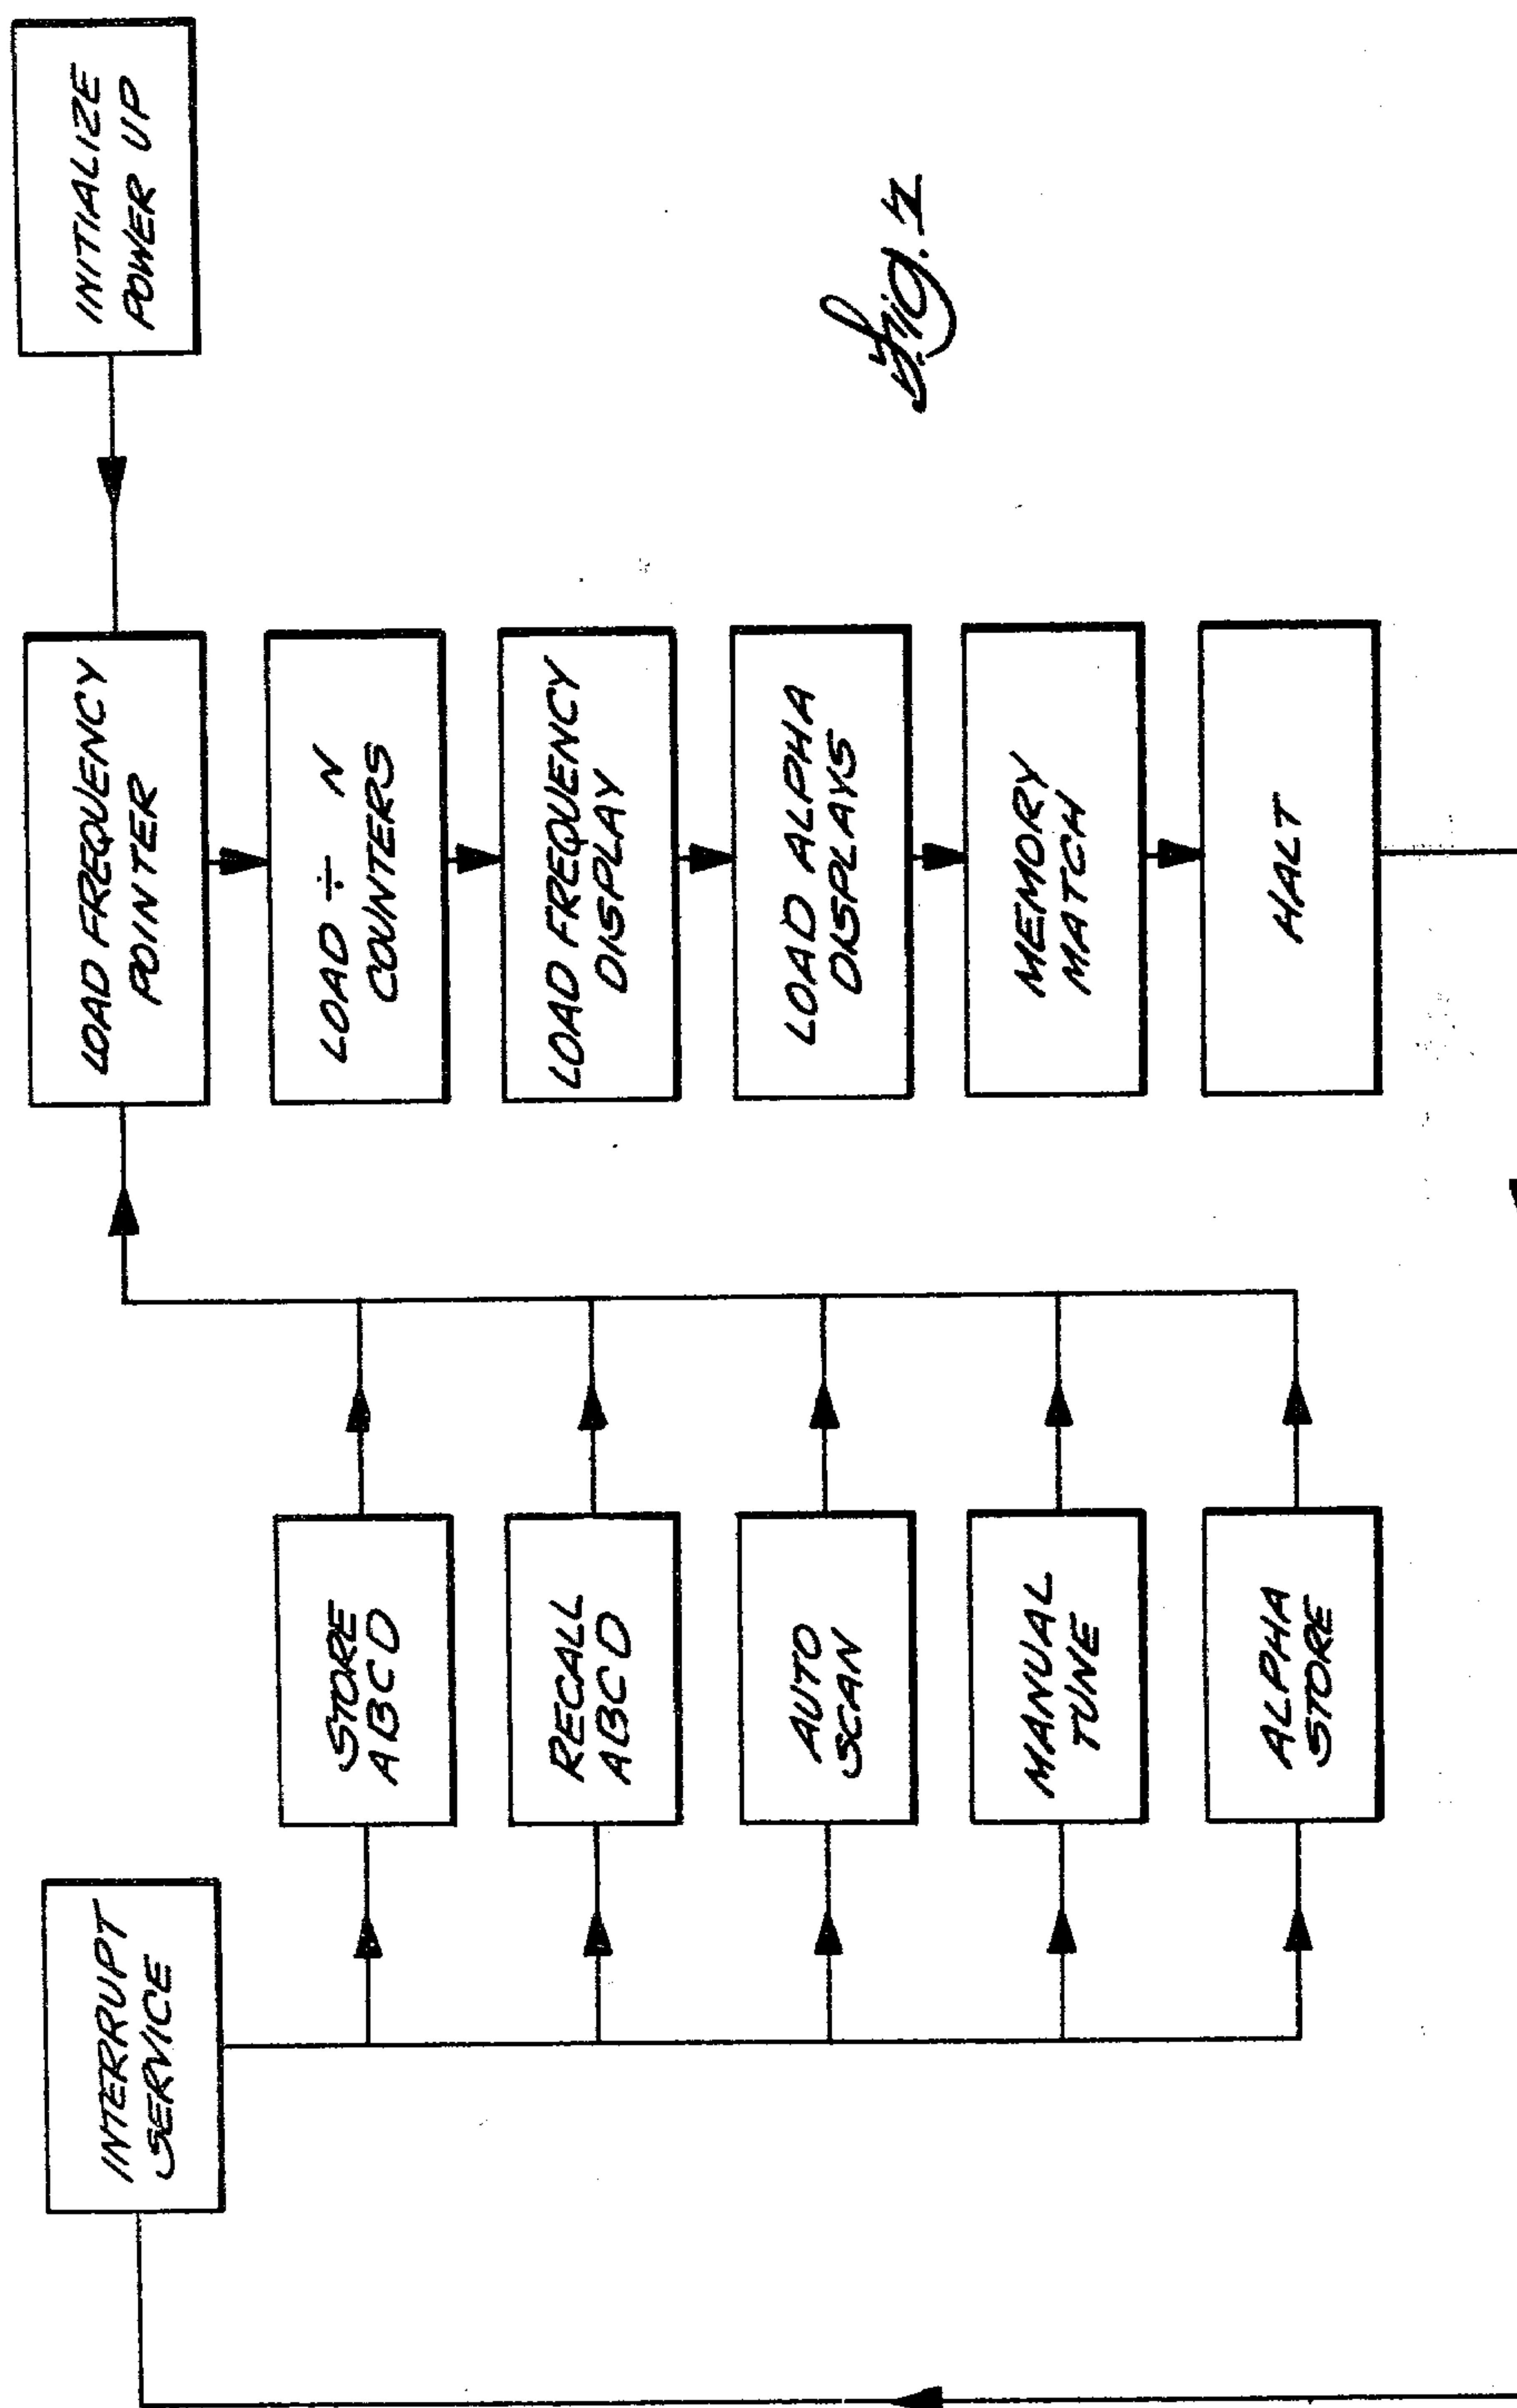 INTERRUPT
SERVICE
STORE
ABCD
RECALL
ABCD
AUTO
SCAN
MANUAL
TUNE
ALPHA
STORE
LOAD FREQUENCY
POINTER
LOAD ÷ N
COUNTERS
LOAD FREQUENCY
DISPLAY
LOAD ALPHA
DISPLAYS
MEMORY
MATCH
HALT
INITIALIZE
POWER UP
Fig.